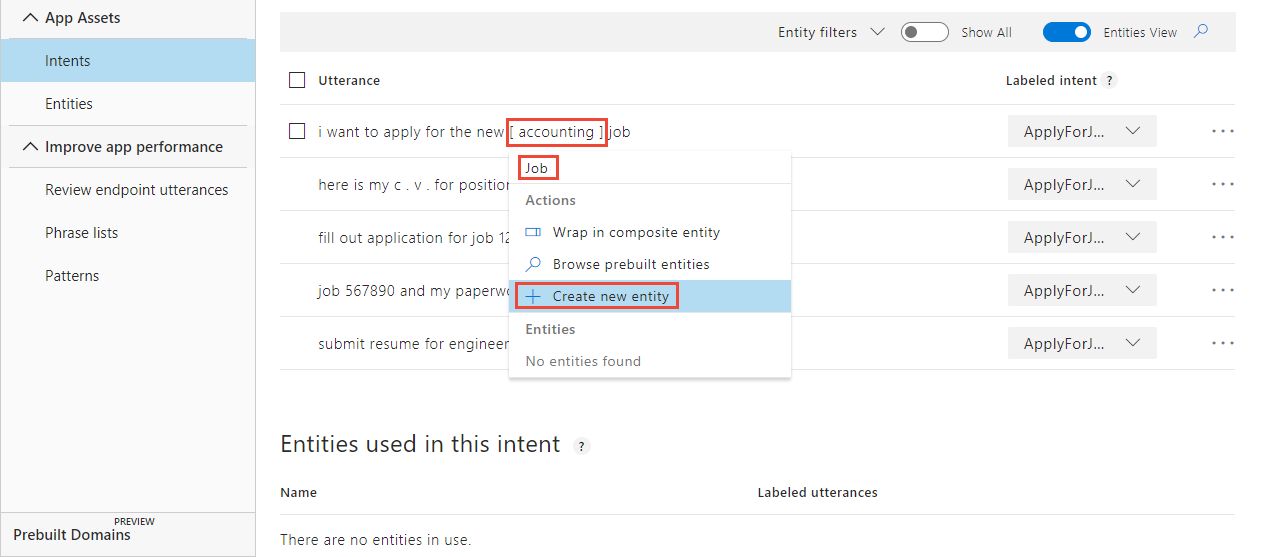 App Assets
Intents
Entities
Improve app performance
Review endpoint utterances
Phrase lists
Patterns
PREVIEW
Prebuilt Domains
Entity filters Show All Entities View
Utterance Labeled intent ?
i want to apply for the new [ accounting ] job ApplyForJ... ...
Job
here is my c . v . for position ApplyForJ... ...
Actions
Wrap in composite entity
fill out application for job 12 ApplyForJ... ...
Browse prebuilt entities
job 567890 and my paperwo ApplyForJ... ...
Create new entity
Entities
submit resume for engineer ApplyForJ... ...
No entities found
Entities used in this intent ?
Name Labeled utterances
There are no entities in use.